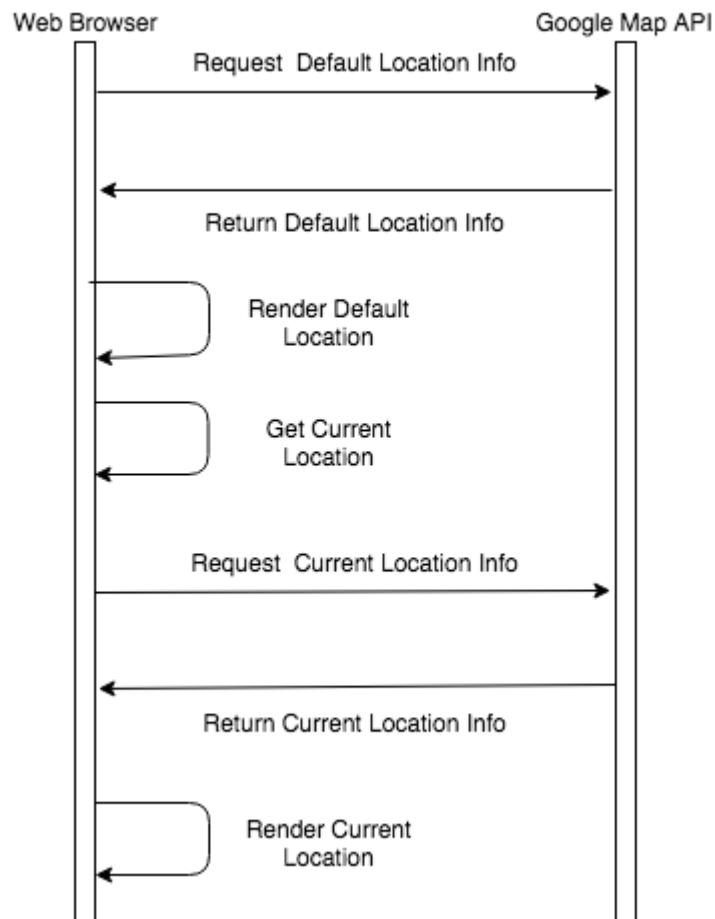 Web Browser
Google Map API
Request  Default Location Info
Return Default Location Info
Render Default
Location
Get Current
Location
Request  Current Location Info
Return Current Location Info
Render Current
Location